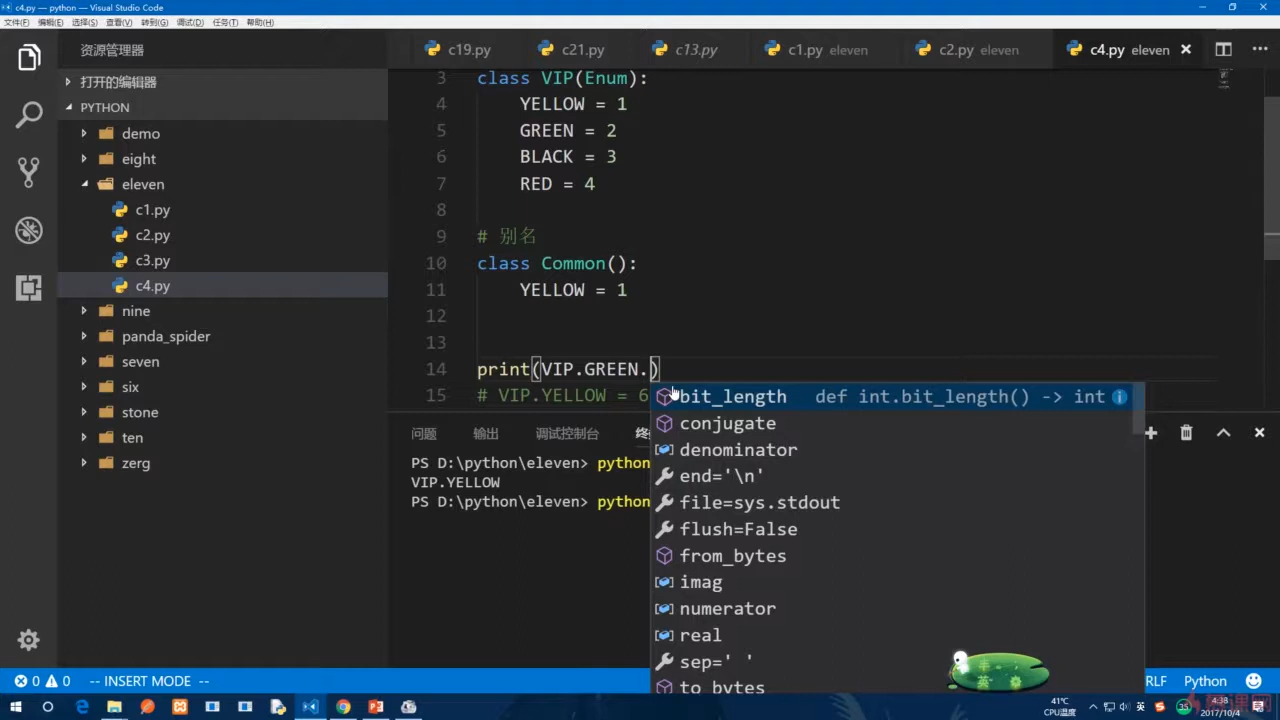 c4.py — python — Visual Studio Code
文件(F) 编辑(E) 选择(S) 查看(V) 转到(G) 调试(D) 任务(T) 帮助(H)
资源管理器
c19.py c21.py c13.py c1.py eleven c2.py eleven c4.py eleven
打开的编辑器
PYTHON
demo
eight
eleven
c1.py
c2.py
c3.py
c4.py
nine
panda_spider
seven
six
stone
ten
zerg
3 class VIP(Enum):
4 YELLOW = 1
5 GREEN = 2
6 BLACK = 3
7 RED = 4
8
9 # 别名
10 class Common():
11 YELLOW = 1
12
13
14 print(VIP.GREEN.)
15 # VIP.YELLOW = 6
bit_length def int.bit_length() -> int
conjugate
denominator
end='\n'
file=sys.stdout
flush=False
from_bytes
imag
numerator
real
sep=' '
to_bytes
问题 输出 调试控制台
PS D:\python\eleven> python
VIP.YELLOW
PS D:\python\eleven> python
0 0 -- INSERT MODE -- RLF Python
41°C
CPU温度
英
35
4:38
2017/10/4